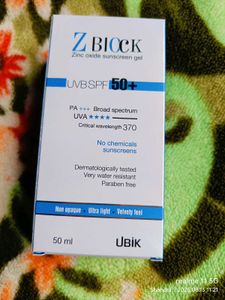 Z BLOCK
Zinc oxide sunscreen gel
UVB SPF 50+
PA +++ Broad spectrum
UVA ★★★★
Critical wavelength 370
No chemicals
sunscreens
Dermatologically tested
Very water resistant
Paraben free
Non opaque • Ultra light • Velvety feel
50 ml
UBIK
realme 11 5G